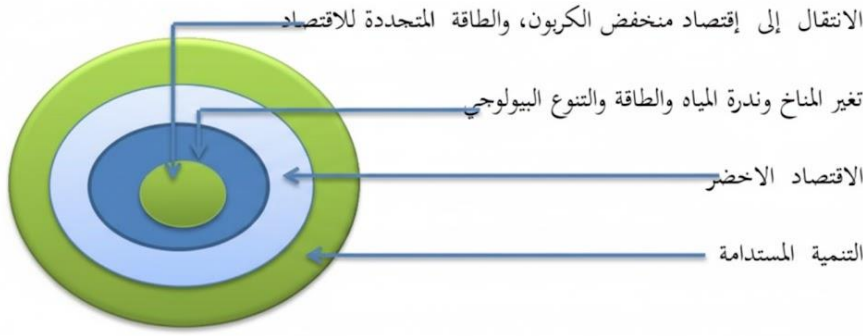 الانتقال إلى إقتصاد منخفض الكربون، والطاقة المتجددة للاقتصاد
تغير المناخ وندرة المياه والطاقة والتنوع البيولوجي
الاقتصاد الاخضر
التنمية المستدامة